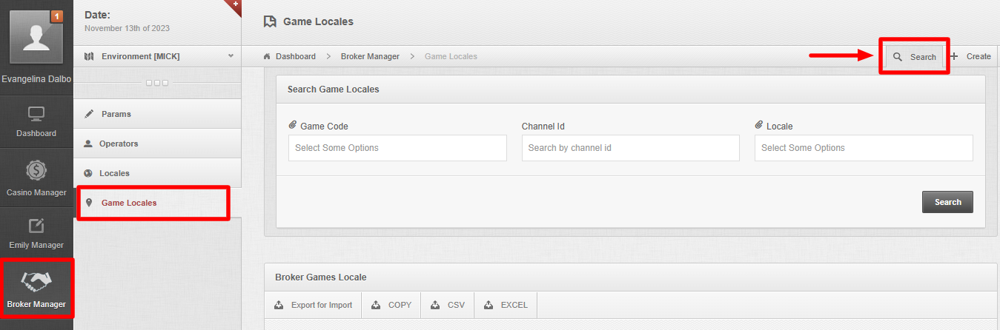 1
Evangelina Dalbo
Dashboard
Casino Manager
Emily Manager
Broker Manager
Date:
November 13th of 2023
Environment [MICK]
Params
Operators
Locales
Game Locales
Game Locales
Dashboard > Broker Manager > Game Locales
Search
+ Create
Search Game Locales
Game Code
Channel Id
Locale
Select Some Options
Search by channel id
Select Some Options
Search
Broker Games Locale
Export for Import
COPY
CSV
EXCEL